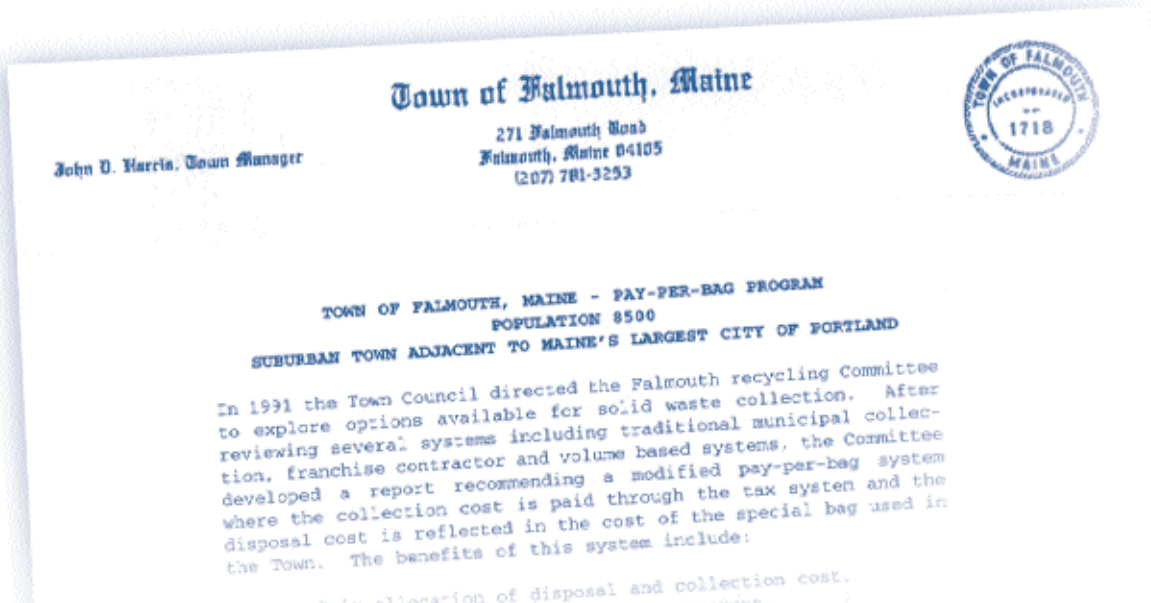 Town of Falmouth, Maine
271 Falmouth Road
Falmouth, Maine 04105
(207) 781-5253
John D. Harris, Town Manager
TOWN OF FALMOUTH
INCORPORATED
1718
MAINE
TOWN OF FALMOUTH, MAINE - PAY-PER-BAG PROGRAM
POPULATION 8500
SUBURBAN TOWN ADJACENT TO MAINE'S LARGEST CITY OF PORTLAND
In 1991 the Town Council directed the Falmouth recycling Committee
to explore options available for solid waste collection. After
reviewing several systems including traditional municipal collec-
tion, franchise contractor and volume based systems, the Committee
developed a report recommending a modified pay-per-bag system
where the collection cost is paid through the tax systen and the
disposal cost is reflected in the cost of the special bag used in
the Town. The benefits of this system include:
allocation of disposal and collection cost.